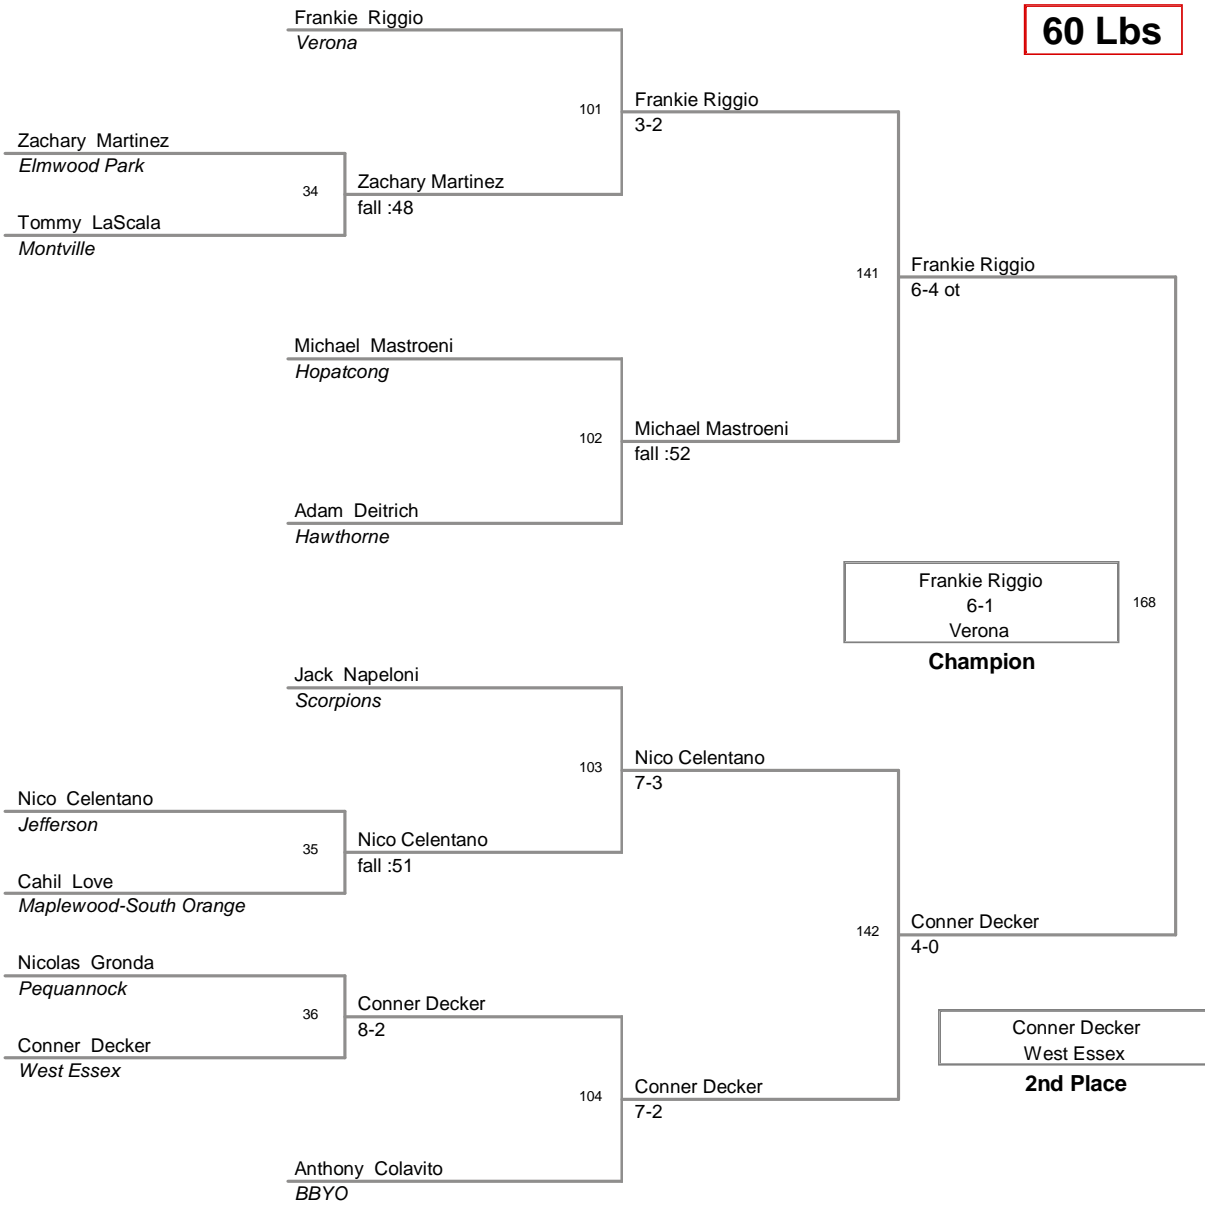 Frankie Riggio
Verona
60 Lbs
101
Frankie Riggio
3-2
Zachary Martinez
Elmwood Park
34
Zachary Martinez
fall :48
Tommy LaScala
Montville
141
Frankie Riggio
6-4 ot
Michael Mastroeni
Hopatcong
102
Michael Mastroeni
fall :52
Adam Deitrich
Hawthorne
Frankie Riggio
6-1
Verona
168
Champion
Jack Napeloni
Scorpions
103
Nico Celentano
7-3
Nico Celentano
Jefferson
35
Nico Celentano
fall :51
Cahil Love
Maplewood-South Orange
142
Conner Decker
4-0
Nicolas Gronda
Pequannock
36
Conner Decker
8-2
Conner Decker
West Essex
Conner Decker
West Essex
2nd Place
104
Conner Decker
7-2
Anthony Colavito
BBYO